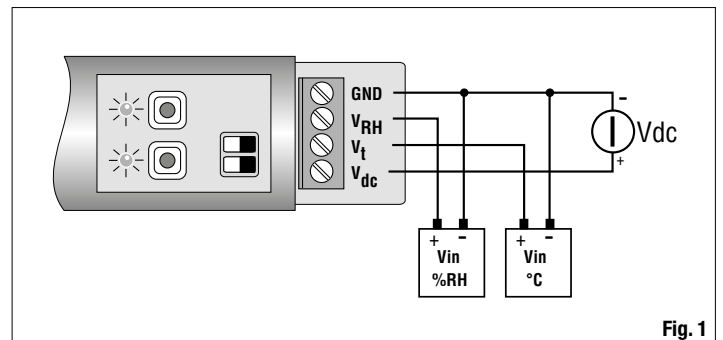 GND
VRH
Vt
Vdc
- Vdc +
+ -
Vin
%RH
+ -
Vin
°C
Fig. 1